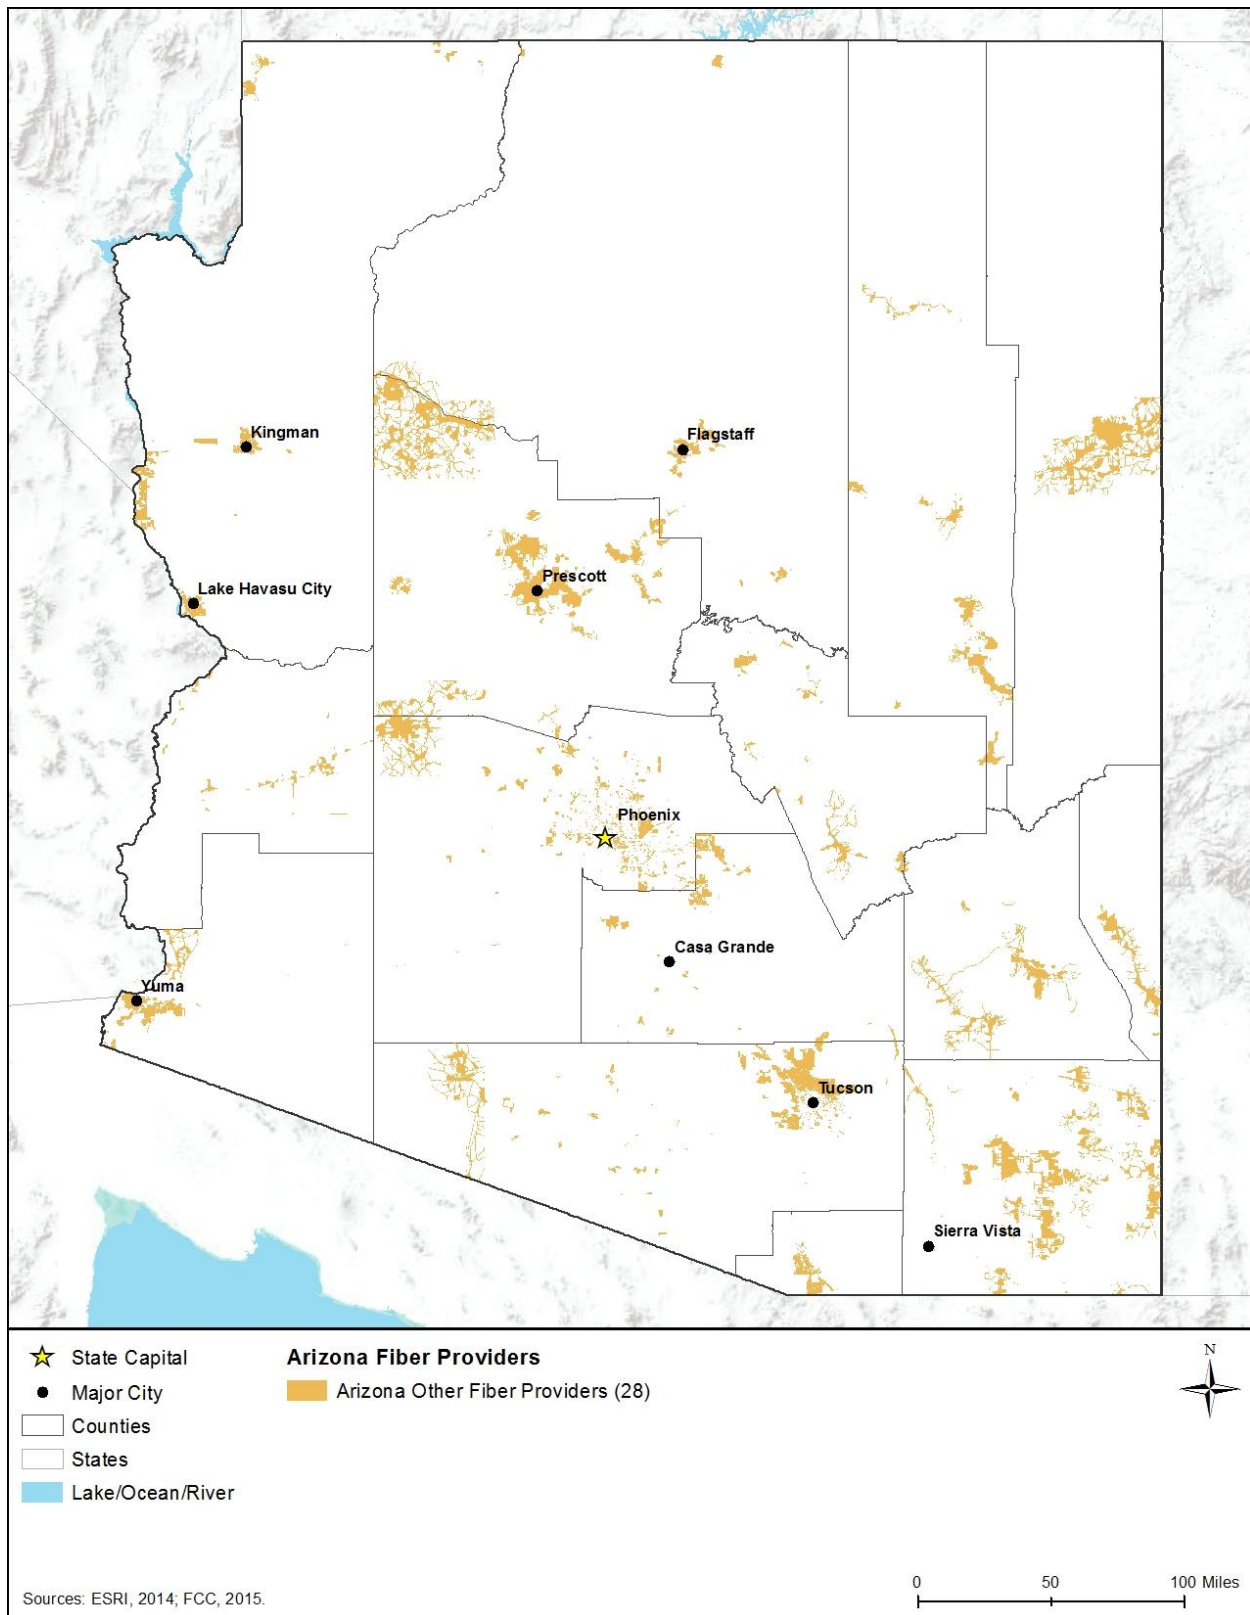 Kingman
Flagstaff
Prescott
Lake Havasu City
Phoenix
Casa Grande
Yuma
Tucson
Sierra Vista
State Capital
Major City
Counties
States
Lake/Ocean/River
Arizona Fiber Providers
Arizona Other Fiber Providers (28)
N
Sources: ESRI, 2014; FCC, 2015.
0 50 100 Miles